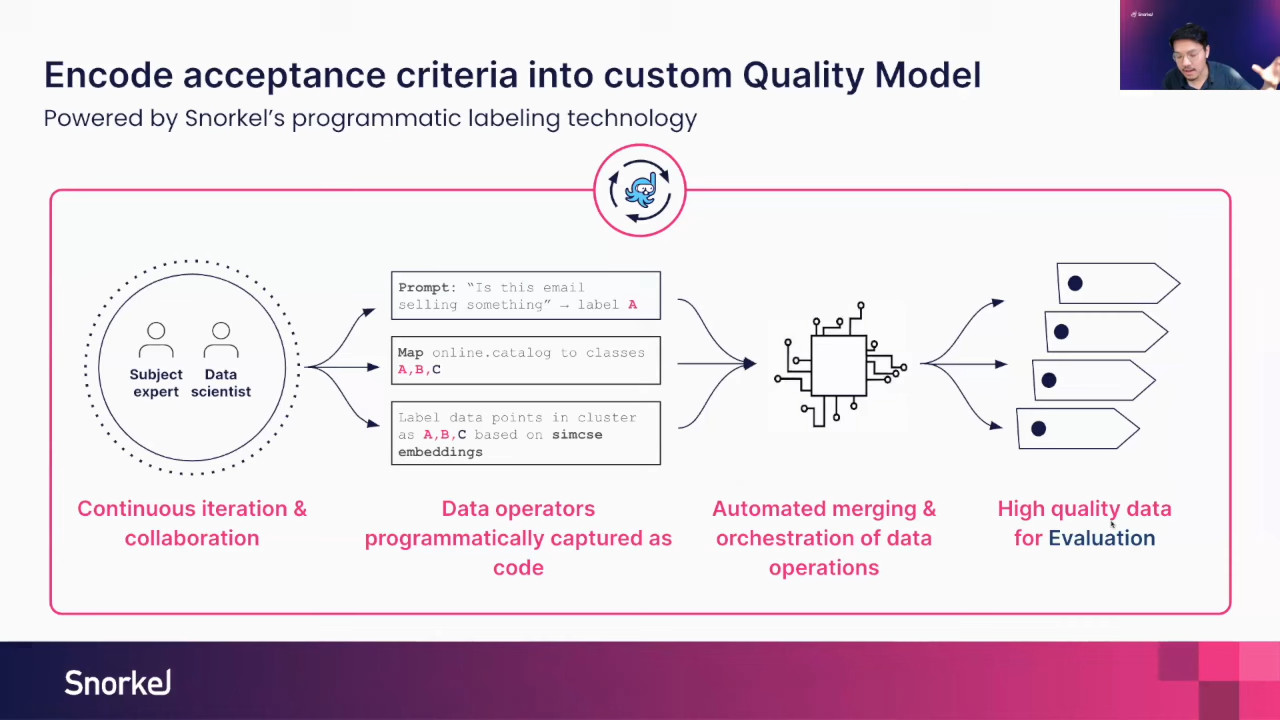 Snorkel
Encode acceptance criteria into custom Quality Model
Powered by Snorkel's programmatic labeling technology
Subject
expert
Data
scientist
Prompt: “Is this email
selling something” → label A
Map online.catalog to classes
A,B,C
Label data points in cluster
as A,B,C based on simcse
embeddings
Continuous iteration &
collaboration
Data operators
programmatically captured as
code
Automated merging &
orchestration of data
operations
High quality data
for Evaluation
Snorkel